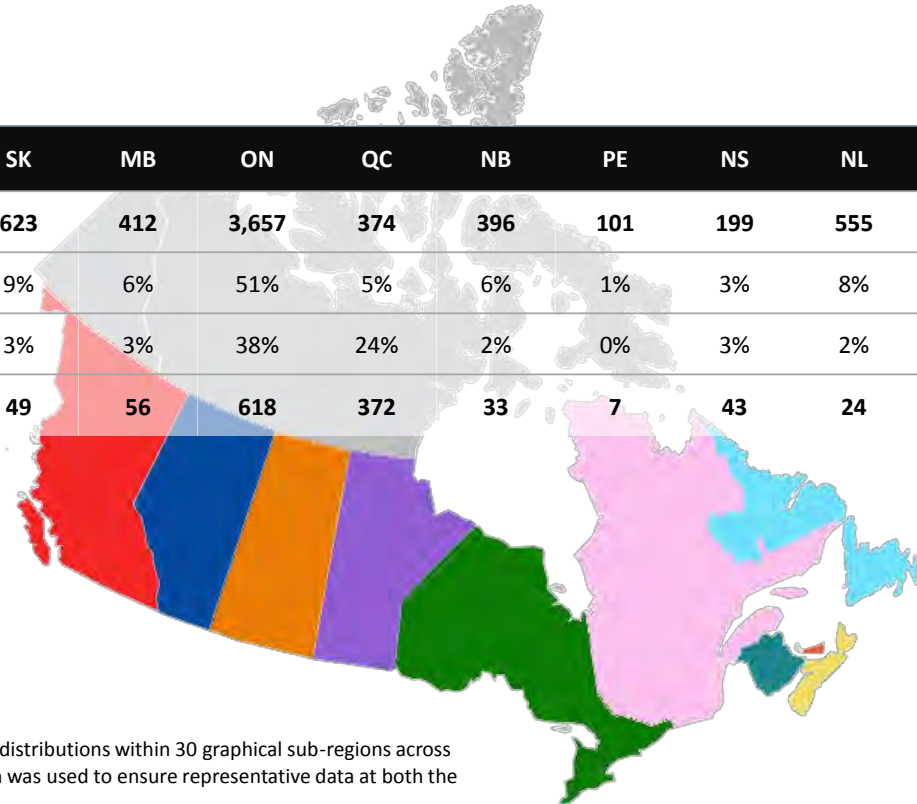 SK MB ON QC NB PE NS NL
623 412 3,657 374 396 101 199 555
9% 6% 51% 5% 6% 1% 3% 8%
3% 3% 38% 24% 2% 0% 3% 2%
49 56 618 372 33 7 43 24
distributions within 30 graphical sub-regions across
was used to ensure representative data at both the